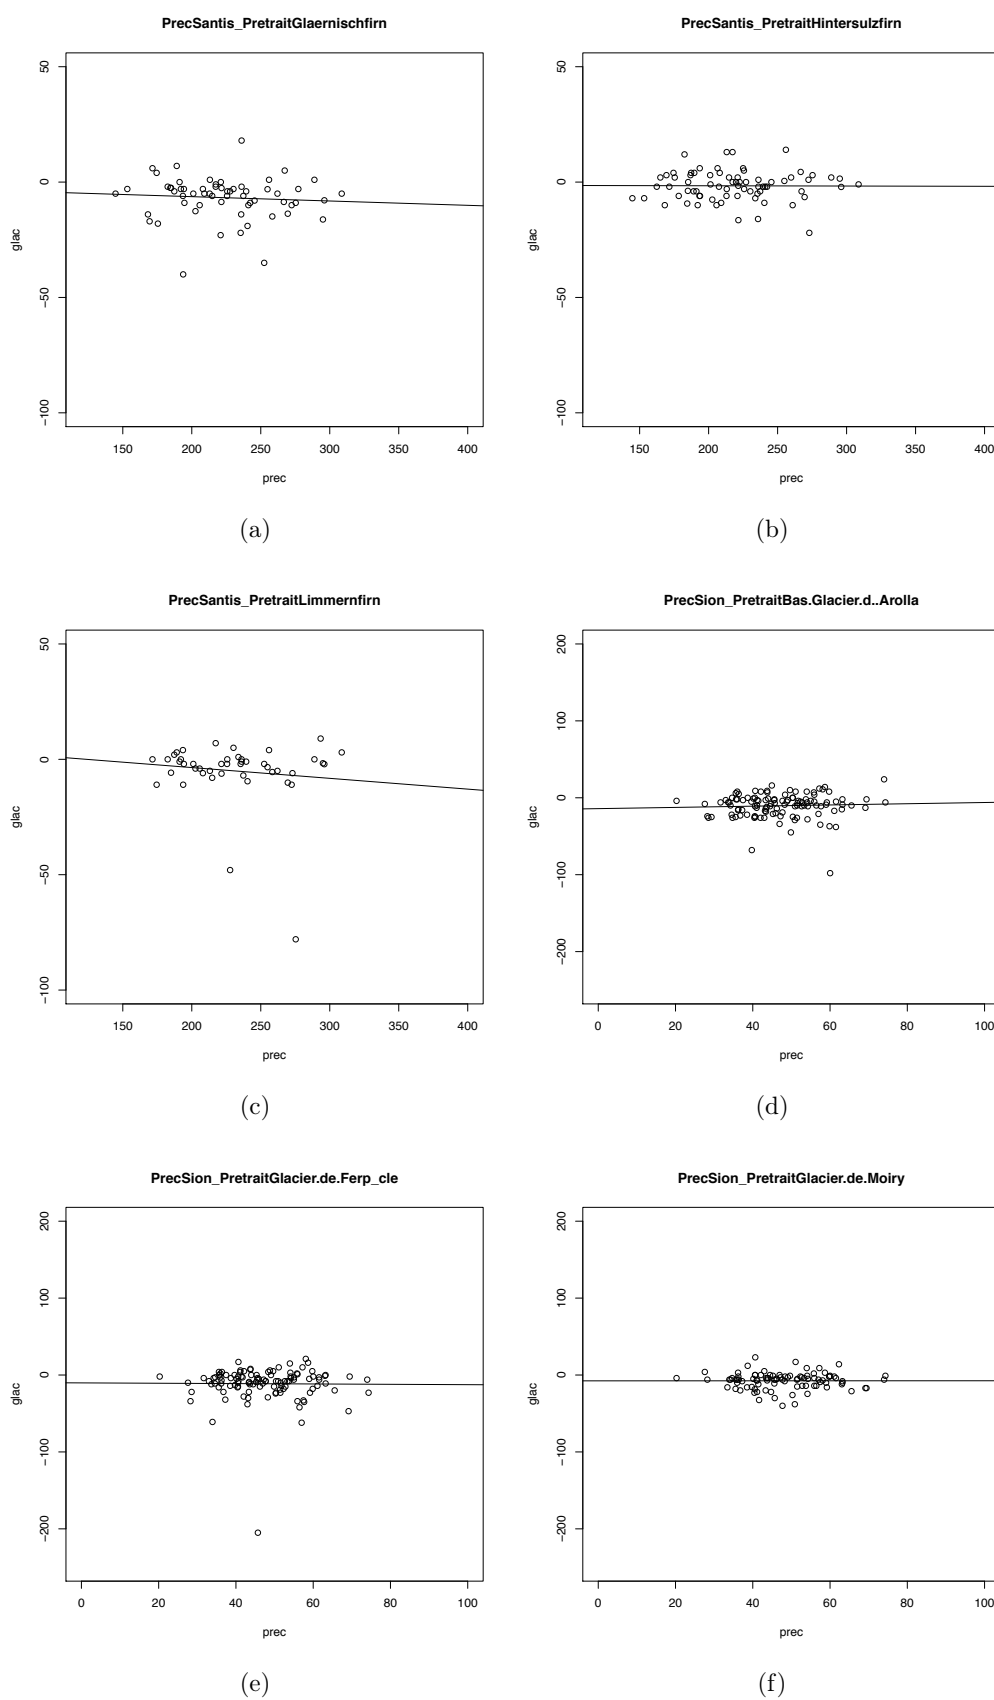 PrecSantis_PretraitGlaernischfirn
50
0
−50
−100
glac
150 200 250 300 350 400
prec
(a)
PrecSantis_PretraitHintersulzfirn
50
0
−50
−100
glac
150 200 250 300 350 400
prec
(b)
PrecSantis_PretraitLimmernfirn
50
0
−50
−100
glac
150 200 250 300 350 400
prec
(c)
PrecSion_PretraitBas.Glacier.d..Arolla
200
100
0
−100
−200
glac
0 20 40 60 80 100
prec
(d)
PrecSion_PretraitGlacier.de.Ferp_cle
200
100
0
−100
−200
glac
0 20 40 60 80 100
prec
(e)
PrecSion_PretraitGlacier.de.Moiry
200
100
0
−100
−200
glac
0 20 40 60 80 100
prec
(f)